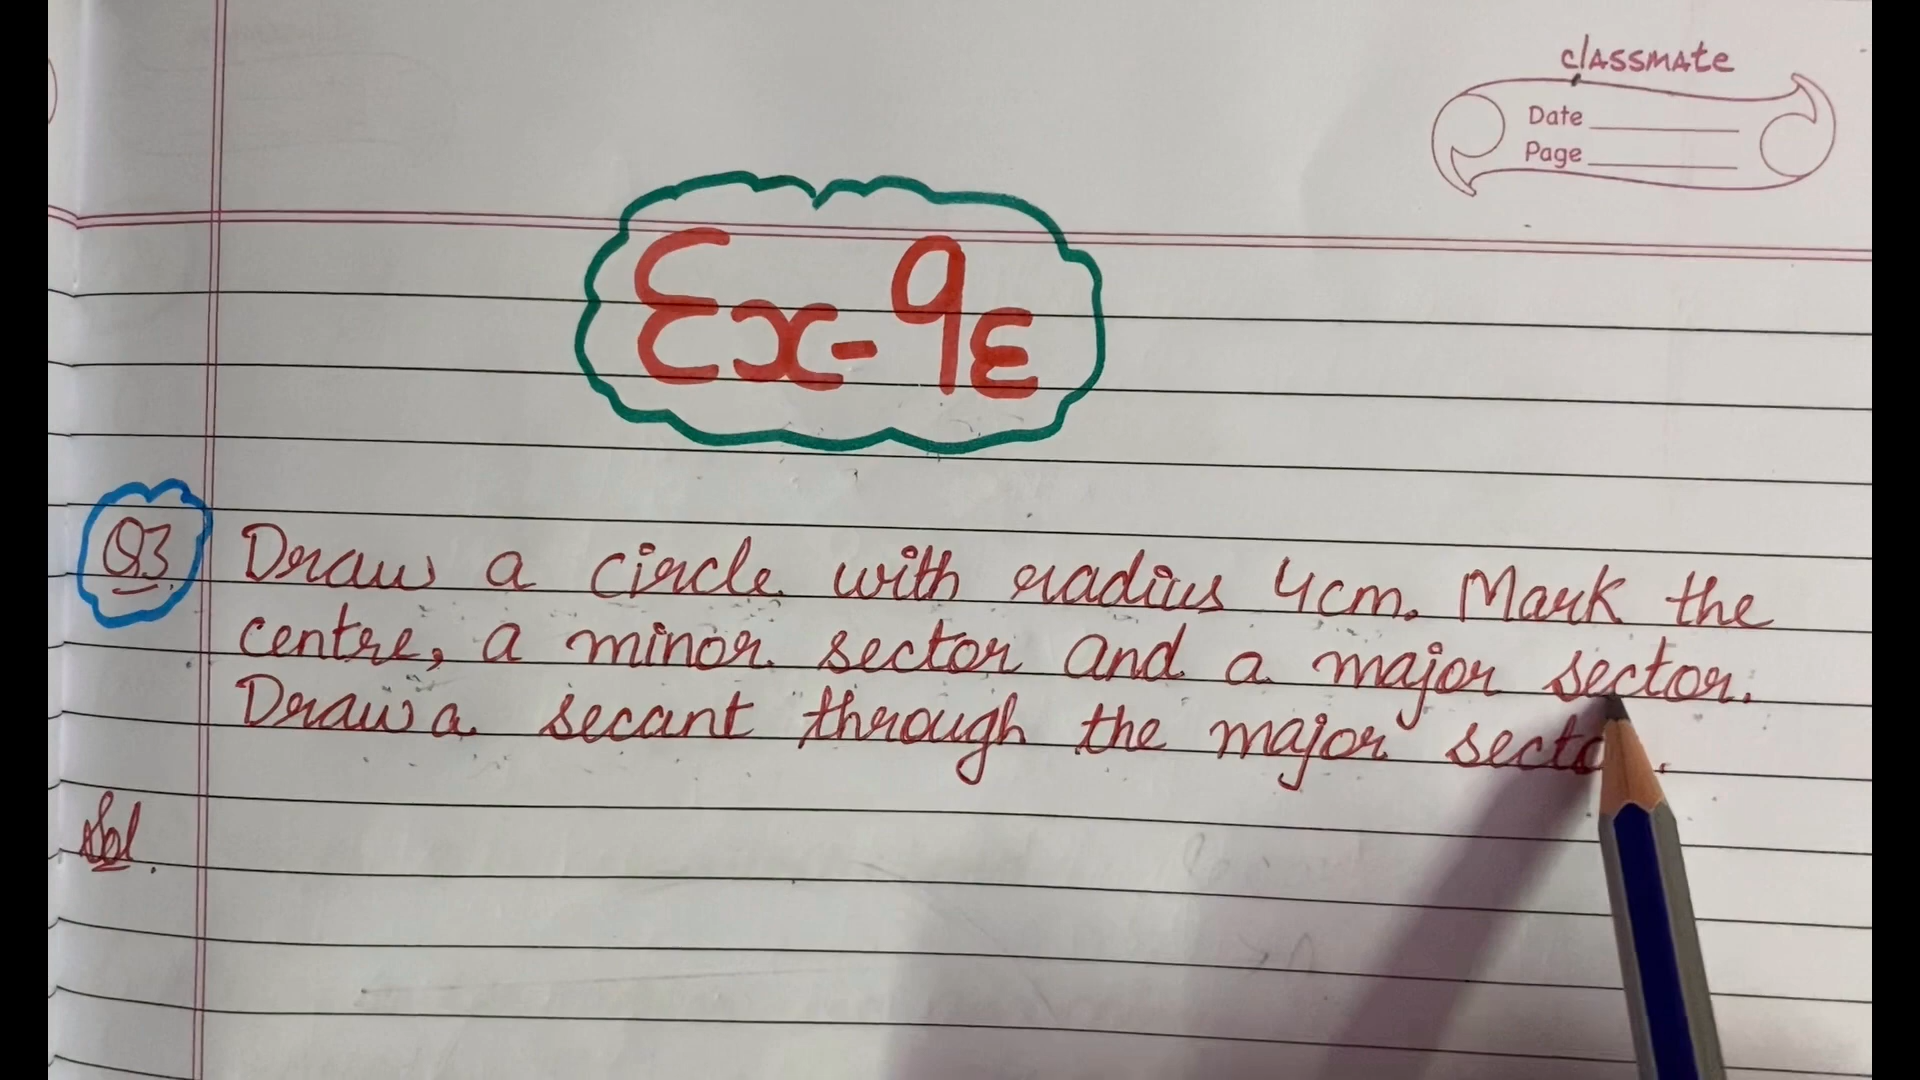 classmate
Date
Page
Ex-9E
Q3 Draw a circle with radius 4cm. Mark the
centre, a minor sector and a major sector.
Draw a secant through the major
Sol.